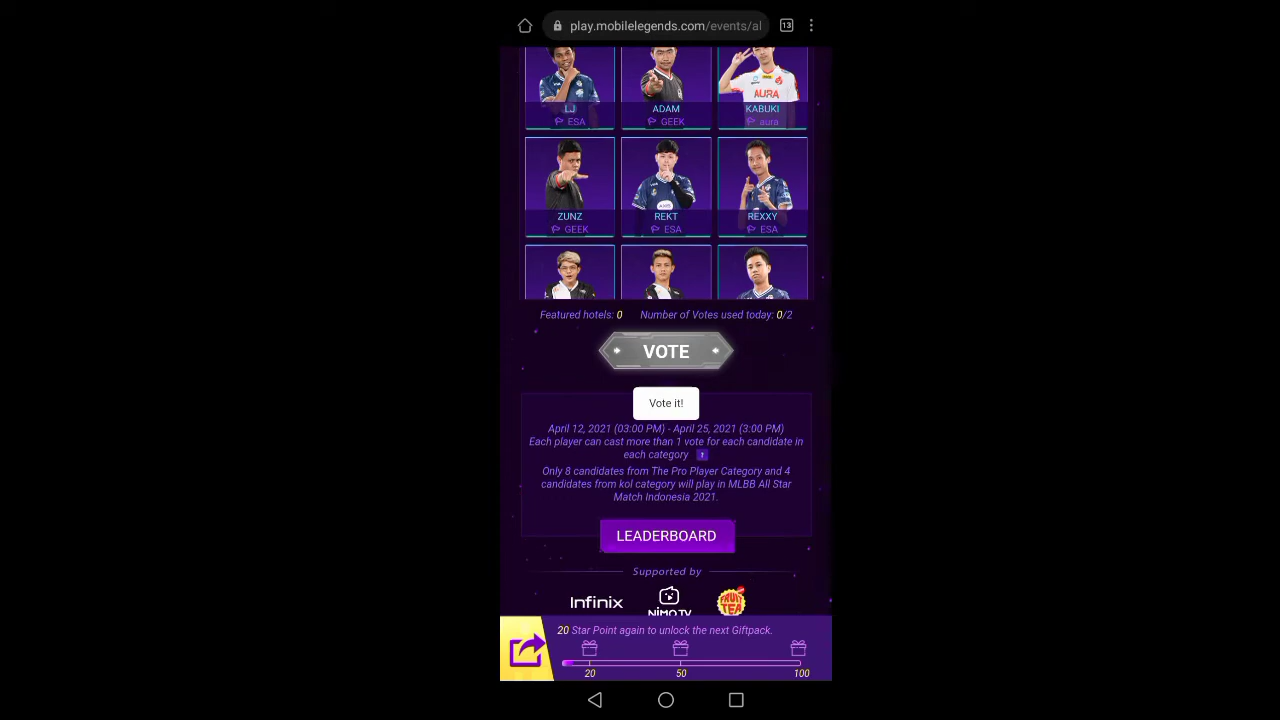 play.mobilelegends.com/events/al
13
AURA
LJ
ESA
ADAM
GEEK
KABUKI
aura
ZUNZ
GEEK
REKT
ESA
REXXY
ESA
Featured hotels: 0
Number of Votes used today: 0/2
VOTE
Vote it!
April 12, 2021 (03:00 PM) - April 25, 2021 (3:00 PM)
Each player can cast more than 1 vote for each candidate in
each category
Only 8 candidates from The Pro Player Category and 4
candidates from kol category will play in MLBB All Star
Match Indonesia 2021.
LEADERBOARD
Supported by
Infinix
NIMO TV
FRUIT
TEA
20 Star Point again to unlock the next Giftpack.
20
50
100